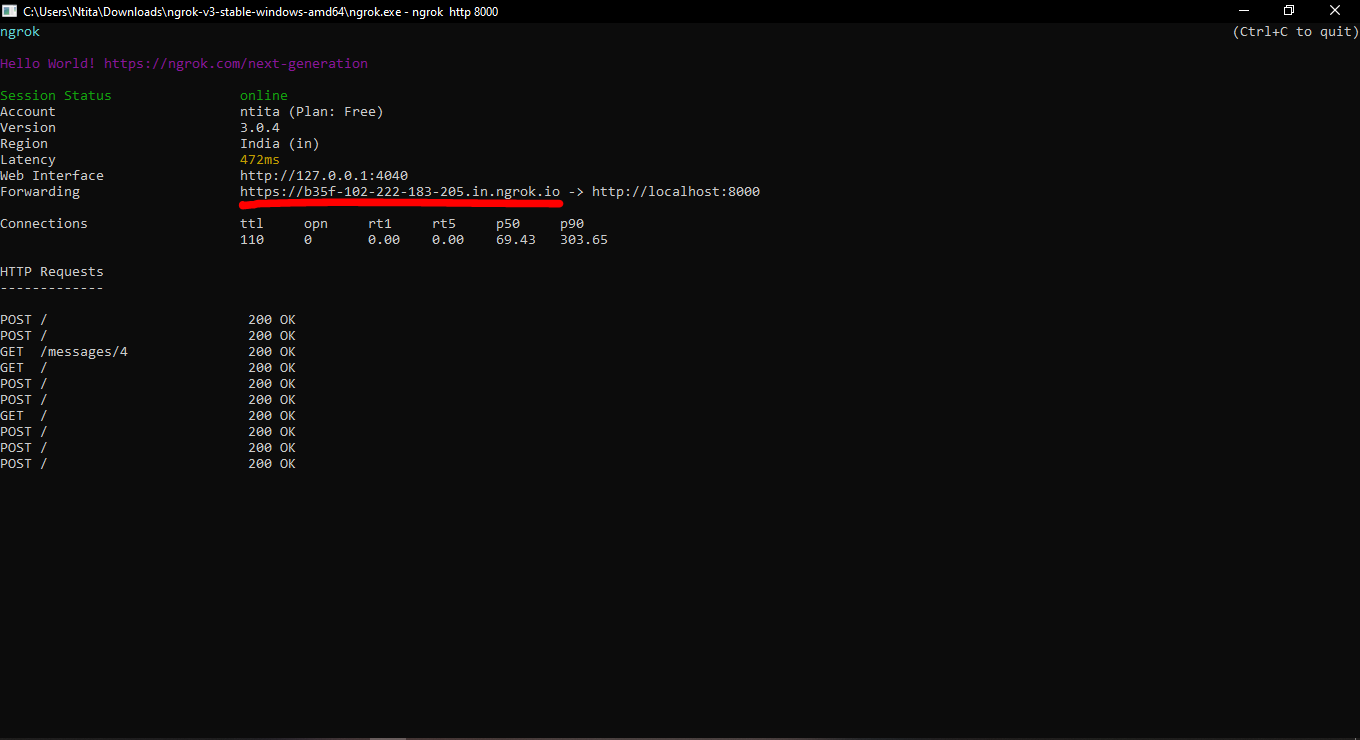 C:\Users\Ntita\Downloads\ngrok-v3-stable-windows-amd64\ngrok.exe - ngrok  http 8000
ngrok (Ctrl+C to quit)
Hello World! https://ngrok.com/next-generation
Session Status online
Account ntita (Plan: Free)
Version 3.0.4
Region India (in)
Latency 472ms
Web Interface http://127.0.0.1:4040
Forwarding https://b35f-102-222-183-205.in.ngrok.io -> http://localhost:8000
Connections ttl opn rt1 rt5 p50 p90
110 0 0.00 0.00 69.43 303.65
HTTP Requests
-------------
POST / 200 OK
POST / 200 OK
GET /messages/4 200 OK
GET / 200 OK
POST / 200 OK
POST / 200 OK
GET / 200 OK
POST / 200 OK
POST / 200 OK
POST / 200 OK